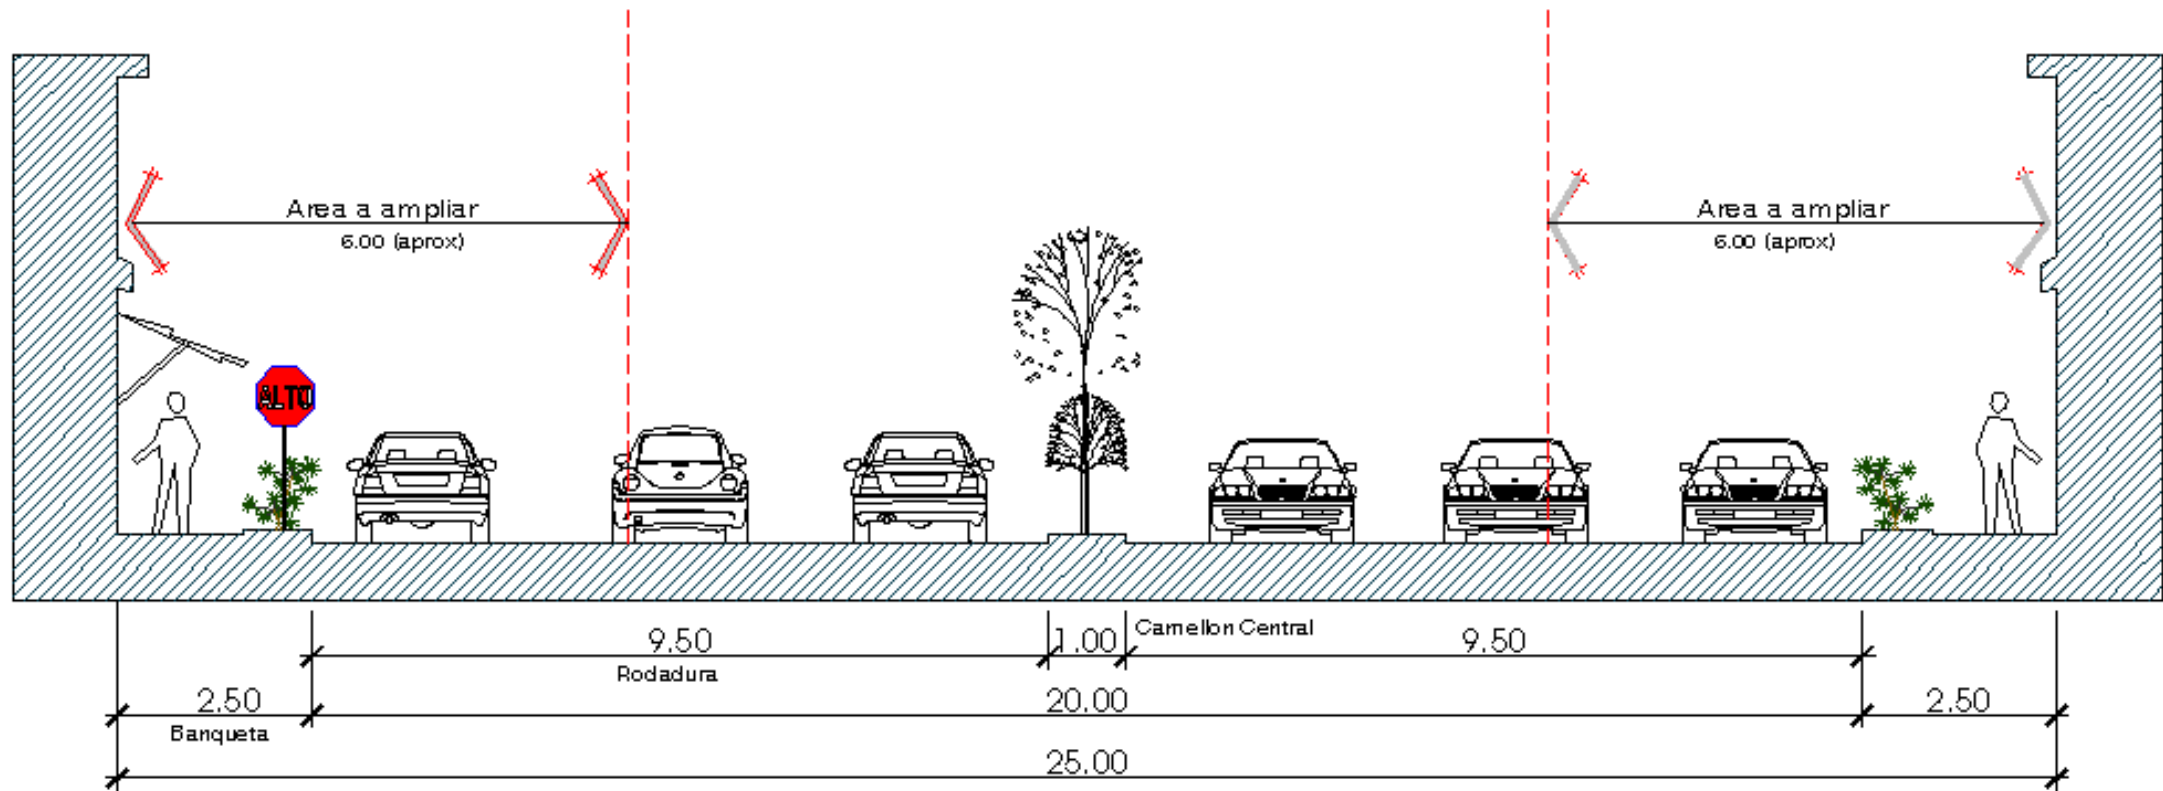 Area a ampliar
6.00 (aprox)
Area a ampliar
6.00 (aprox)
ALTO
9.50
1.00
Camellon Central
9.50
Rodadura
2.50
20.00
2.50
Banqueta
25.00